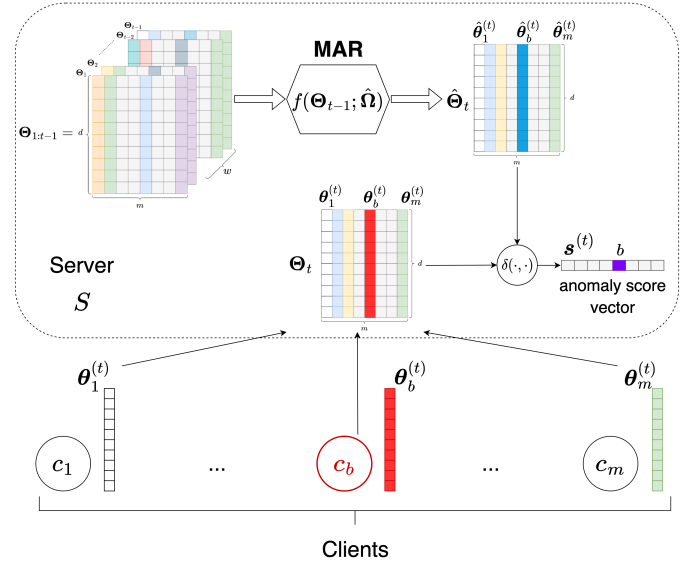 Θ_{t-1}
Θ_{t-2}
Θ_2
Θ_1
Θ_{1:t-1} = d
m
w
MAR
f(Θ_{t-1}; Ω̂)
θ̂_1^{(t)} θ̂_b^{(t)} θ̂_m^{(t)}
Θ̂_t
d
m
θ_1^{(t)} θ_b^{(t)} θ_m^{(t)}
Θ_t
d
m
δ(·,·)
s^{(t)} b
anomaly score
vector
Server
S
θ_1^{(t)} θ_b^{(t)} θ_m^{(t)}
c_1 ... c_b ... c_m
Clients